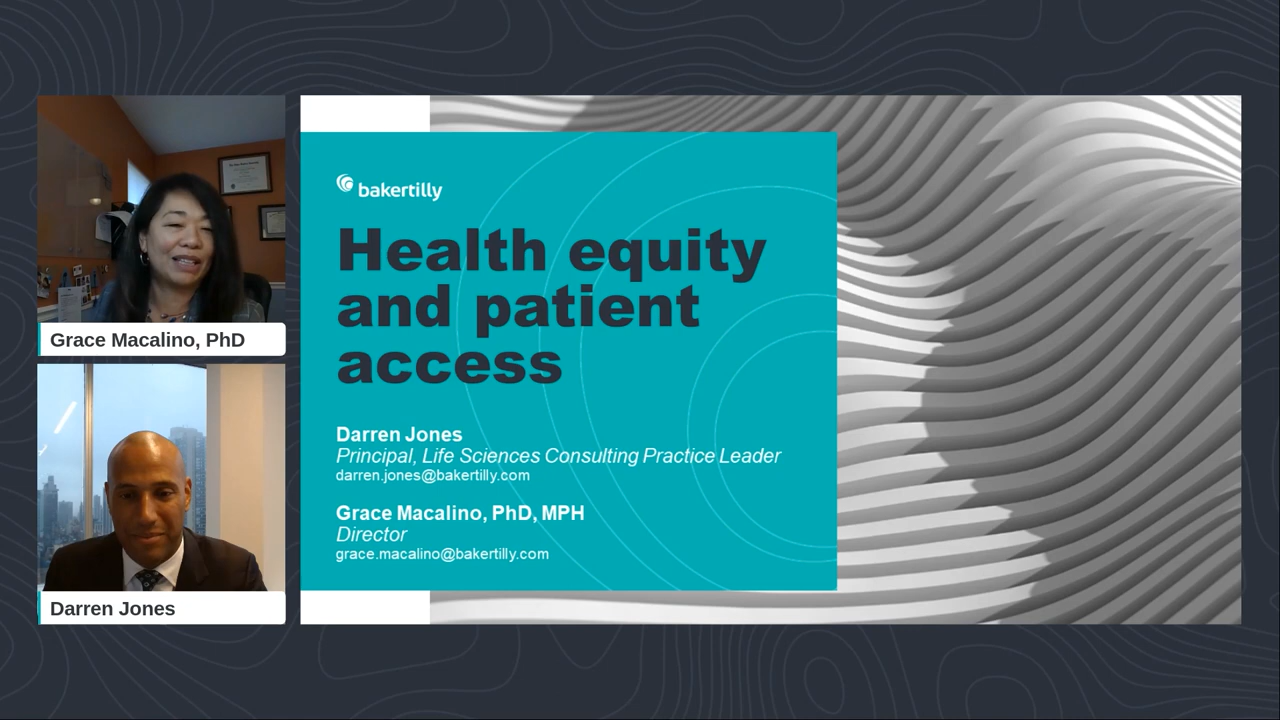 Grace Macalino, PhD
Darren Jones
bakertilly
Health equity
and patient
access
Darren Jones
Principal, Life Sciences Consulting Practice Leader
darren.jones@bakertilly.com
Grace Macalino, PhD, MPH
Director
grace.macalino@bakertilly.com